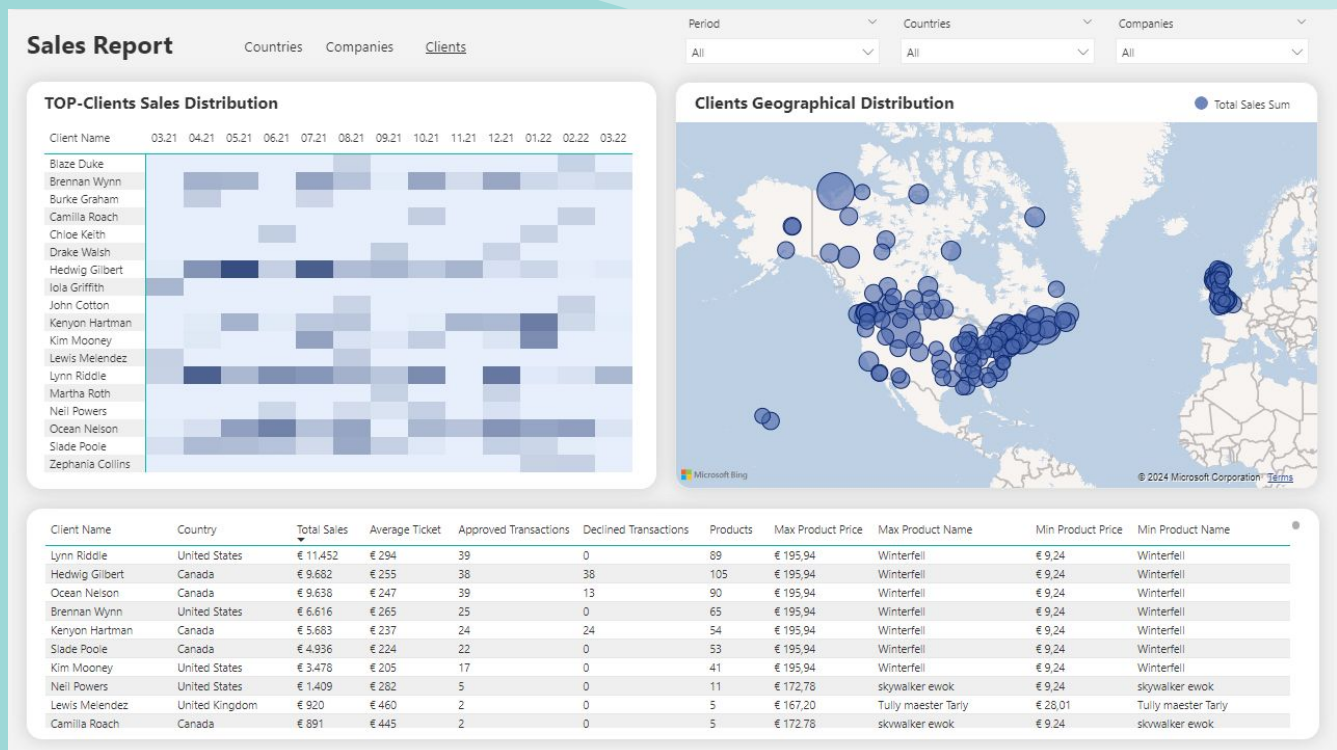 Sales Report
Countries Companies Clients
Period Countries Companies
All All All
TOP-Clients Sales Distribution
Client Name 03.21 04.21 05.21 06.21 07.21 08.21 09.21 10.21 11.21 12.21 01.22 02.22 03.22
Blaze Duke
Brennan Wynn
Burke Graham
Camilla Roach
Chloe Keith
Drake Walsh
Hedwig Gilbert
Iola Griffith
John Cotton
Kenyon Hartman
Kim Mooney
Lewis Melendez
Lynn Riddle
Martha Roth
Neil Powers
Ocean Nelson
Slade Poole
Zephania Collins
Clients Geographical Distribution
Total Sales Sum
Microsoft Bing
© 2024 Microsoft Corporation Terms
Client Name Country Total Sales Average Ticket Approved Transactions Declined Transactions Products Max Product Price Max Product Name Min Product Price Min Product Name
Lynn Riddle United States € 11.452 € 294 39 0 89 € 195,94 Winterfell € 9,24 Winterfell
Hedwig Gilbert Canada € 9.682 € 255 38 38 105 € 195,94 Winterfell € 9,24 Winterfell
Ocean Nelson Canada € 9.638 € 247 39 13 90 € 195,94 Winterfell € 9,24 Winterfell
Brennan Wynn United States € 6.616 € 265 25 0 65 € 195,94 Winterfell € 9,24 Winterfell
Kenyon Hartman Canada € 5.683 € 237 24 24 54 € 195,94 Winterfell € 9,24 Winterfell
Slade Poole Canada € 4.936 € 224 22 0 53 € 195,94 Winterfell € 9,24 Winterfell
Kim Mooney United States € 3.478 € 205 17 0 41 € 195,94 Winterfell € 9,24 Winterfell
Neil Powers United States € 1.409 € 282 5 0 11 € 172,78 skywalker ewok € 9,24 skywalker ewok
Lewis Melendez United Kingdom € 920 € 460 2 0 5 € 167,20 Tully maester Tarly € 28,01 Tully maester Tarly
Camilla Roach Canada € 891 € 445 2 0 5 € 172,78 skywalker ewok € 9,24 skywalker ewok